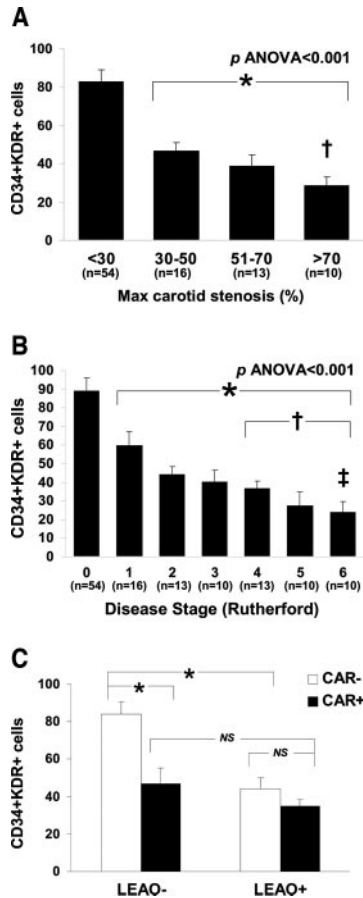 A
p ANOVA<0.001
*
†
CD34+KDR+ cells
100
80
60
40
20
0
<30 30-50 51-70 >70
(n=54) (n=16) (n=13) (n=10)
Max carotid stenosis (%)
B
p ANOVA<0.001
*
†
‡
CD34+KDR+ cells
100
90
80
70
60
50
40
30
20
10
0
0 1 2 3 4 5 6
(n=54) (n=16) (n=13) (n=10) (n=13) (n=10) (n=10)
Disease Stage (Rutherford)
C
CAR-
CAR+
*
*
NS
NS
CD34+KDR+ cells
100
80
60
40
20
0
LEAO- LEAO+